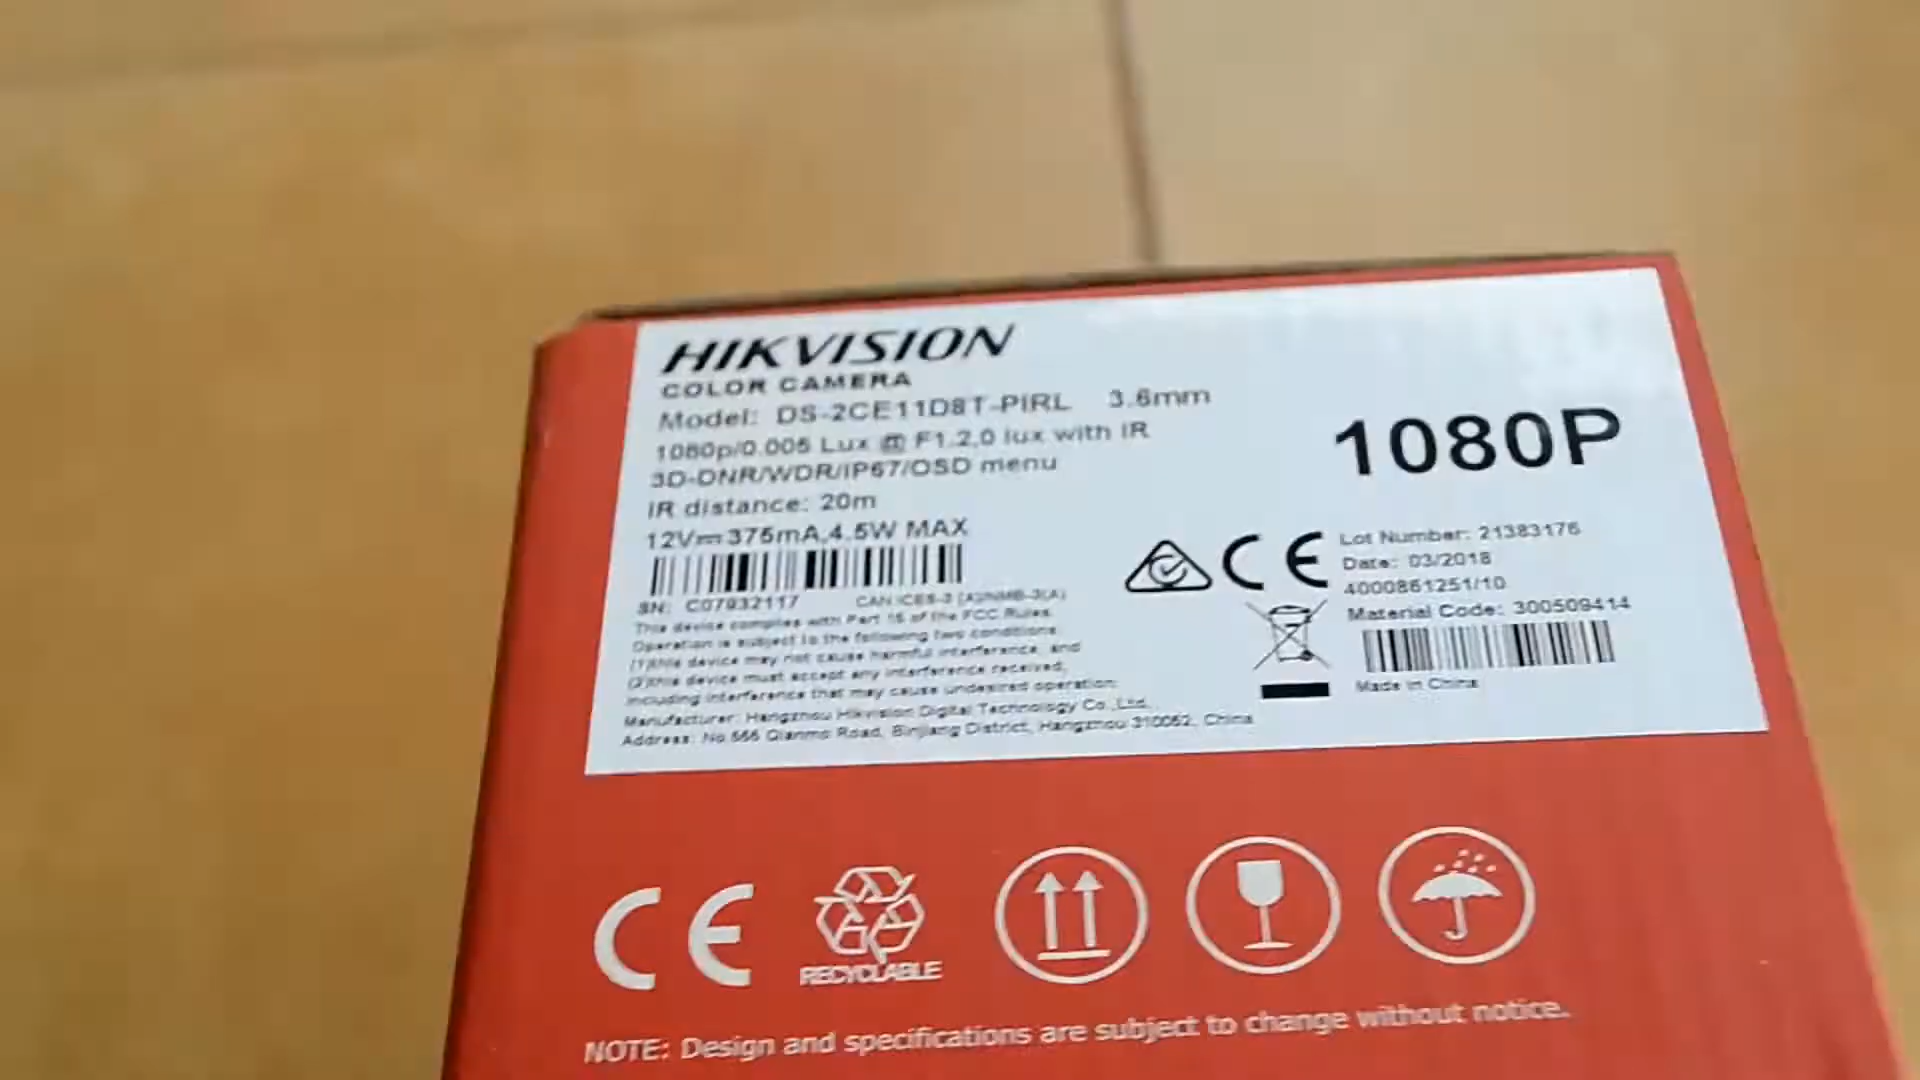 HIKVISION
COLOR CAMERA
Model: DS-2CE11D8T-PIRL 3.6mm
1080p/0.005 Lux @ F1.2,0 lux with IR
3D-DNR/WDR/IP67/OSD menu
IR distance: 20m
12V⎓375mA,4.5W MAX
SN: C07932117 CAN ICES-3 (A)/NMB-3(A)
This device complies with Part 15 of the FCC Rules.
Operation is subject to the following two conditions:
(1)this device may not cause harmful interference, and
(2)this device must accept any interference received,
including interference that may cause undesired operation.
Manufacturer: Hangzhou Hikvision Digital Technology Co.,Ltd.
Address: No.555 Qianmo Road, Binjiang District, Hangzhou 310052, China
1080P
CE
Lot Number: 21383176
Date: 03/2018
4000861251/10
Material Code: 300509414
Made in China
CE
RECYCLABLE
NOTE: Design and specifications are subject to change without notice.